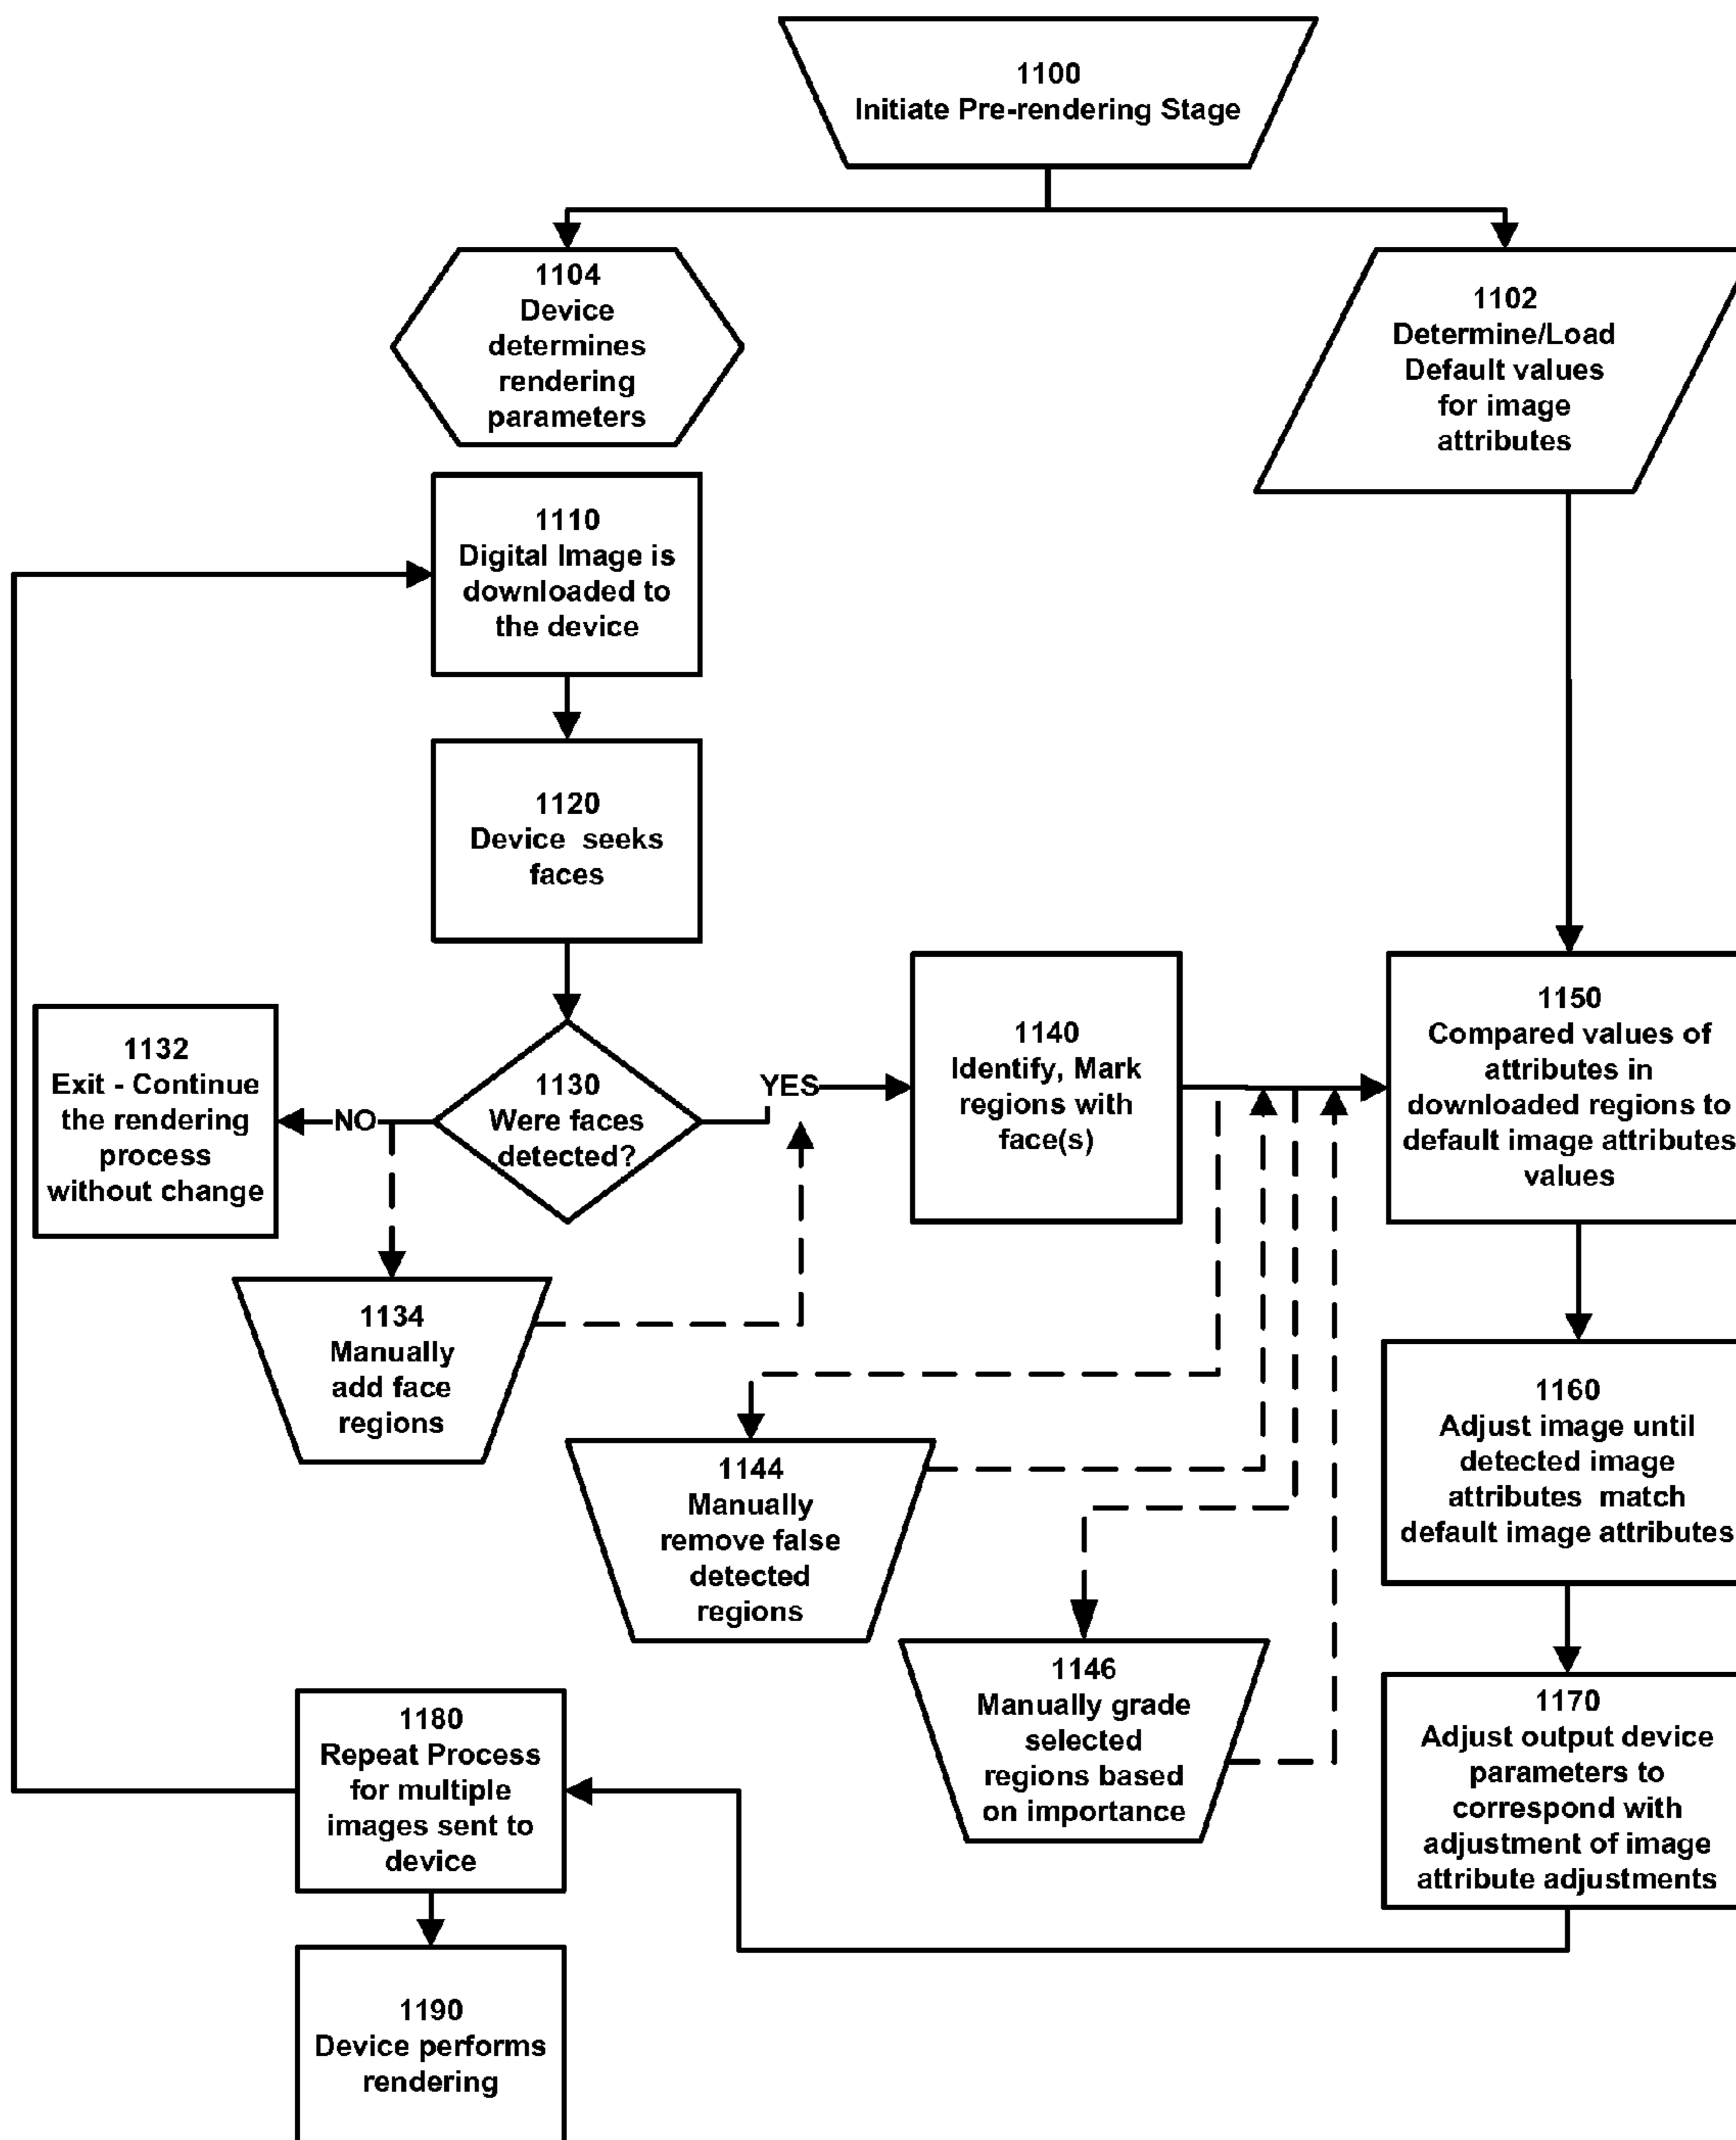 1100
Initiate Pre-rendering Stage
1104
Device
determines
rendering
parameters
1102
Determine/Load
Default values
for image
attributes
1110
Digital Image is
downloaded to
the device
1120
Device seeks
faces
1132
Exit - Continue
the rendering
process
without change
NO
1130
Were faces
detected?
YES
1140
Identify, Mark
regions with
face(s)
1150
Compared values of
attributes in
downloaded regions to
default image attributes
values
1134
Manually
add face
regions
1144
Manually
remove false
detected
regions
1160
Adjust image until
detected image
attributes match
default image attributes
1146
Manually grade
selected
regions based
on importance
1170
Adjust output device
parameters to
correspond with
adjustment of image
attribute adjustments
1180
Repeat Process
for multiple
images sent to
device
1190
Device performs
rendering